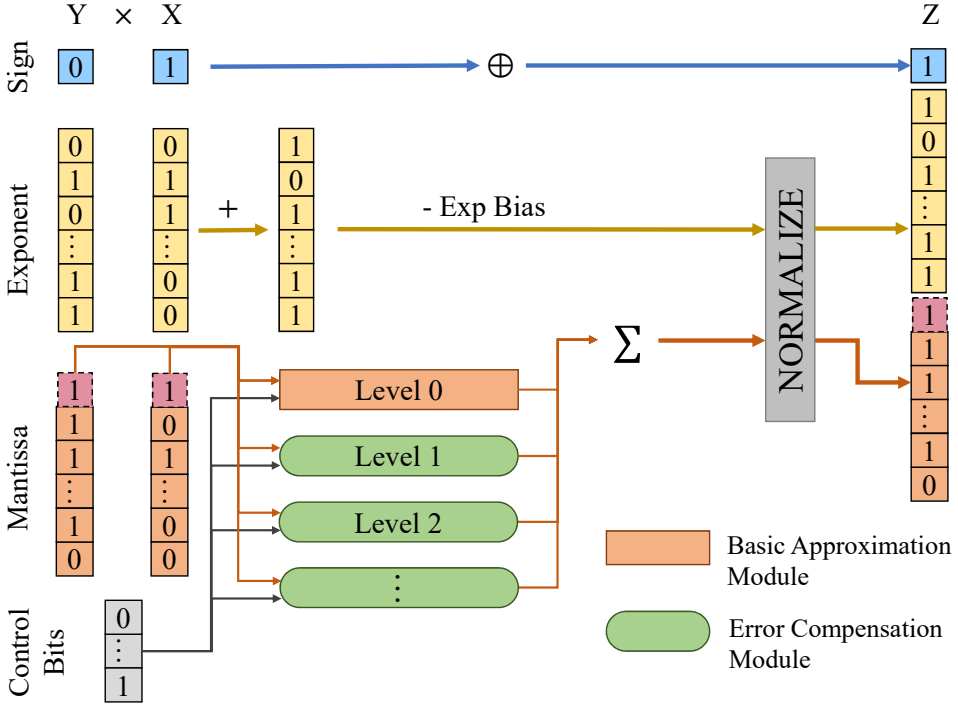 Y × X Z
Sign 0 1 ⊕ 1
Exponent
0 0 1 1
1 1 0 0
0 1 1 1
⋮ ⋮ ⋮ ⋮
1 0 1 1
1 0 1 1
+
- Exp Bias
NORMALIZE
Mantissa
1 1 1
1 0 1
1 1 1
⋮ ⋮ ⋮
1 0 1
0 0 0
Level 0
Level 1
Level 2
⋮
Σ
Control
Bits
0
⋮
1
Basic Approximation
Module
Error Compensation
Module